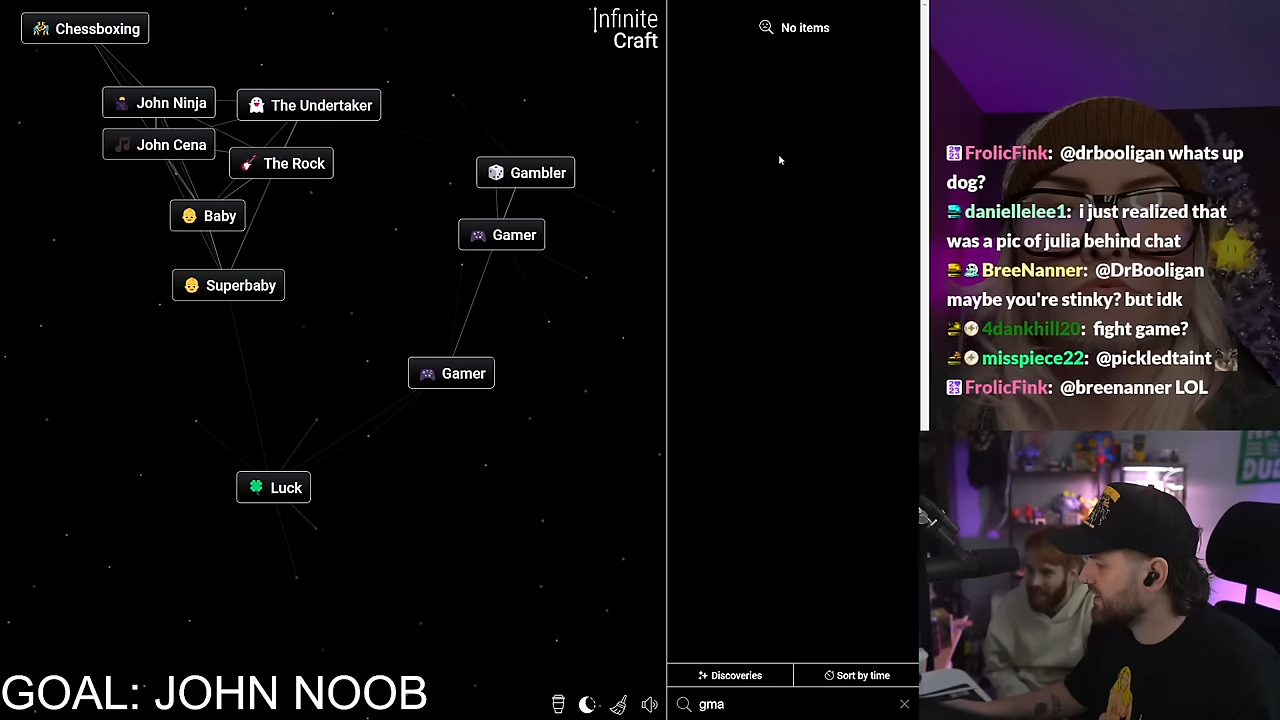 Chessboxing
Infinite
Craft
No items
John Ninja
The Undertaker
John Cena
The Rock
Gambler
Baby
Gamer
Superbaby
Gamer
Luck
FrolicFink: @drbooligan whats up
dog?
daniellelee1: i just realized that
was a pic of julia behind chat
BreeNanner: @DrBooligan
maybe you're stinky? but idk
4dankhill20: fight game?
misspiece22: @pickledtaint
FrolicFink: @breenanner LOL
GOAL: JOHN NOOB
Discoveries
Sort by time
gma